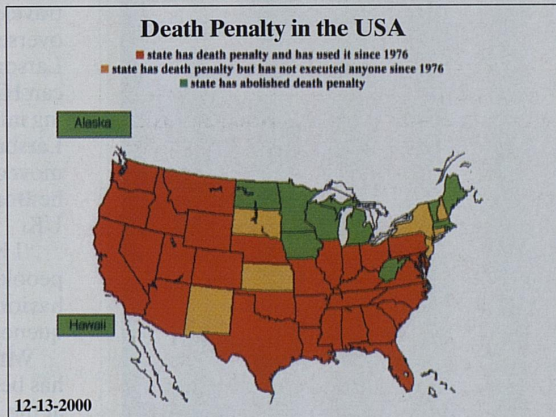 Death Penalty in the USA
state has death penalty and has used it since 1976
state has death penalty but has not executed anyone since 1976
state has abolished death penalty
Alaska
Hawaii
12-13-2000